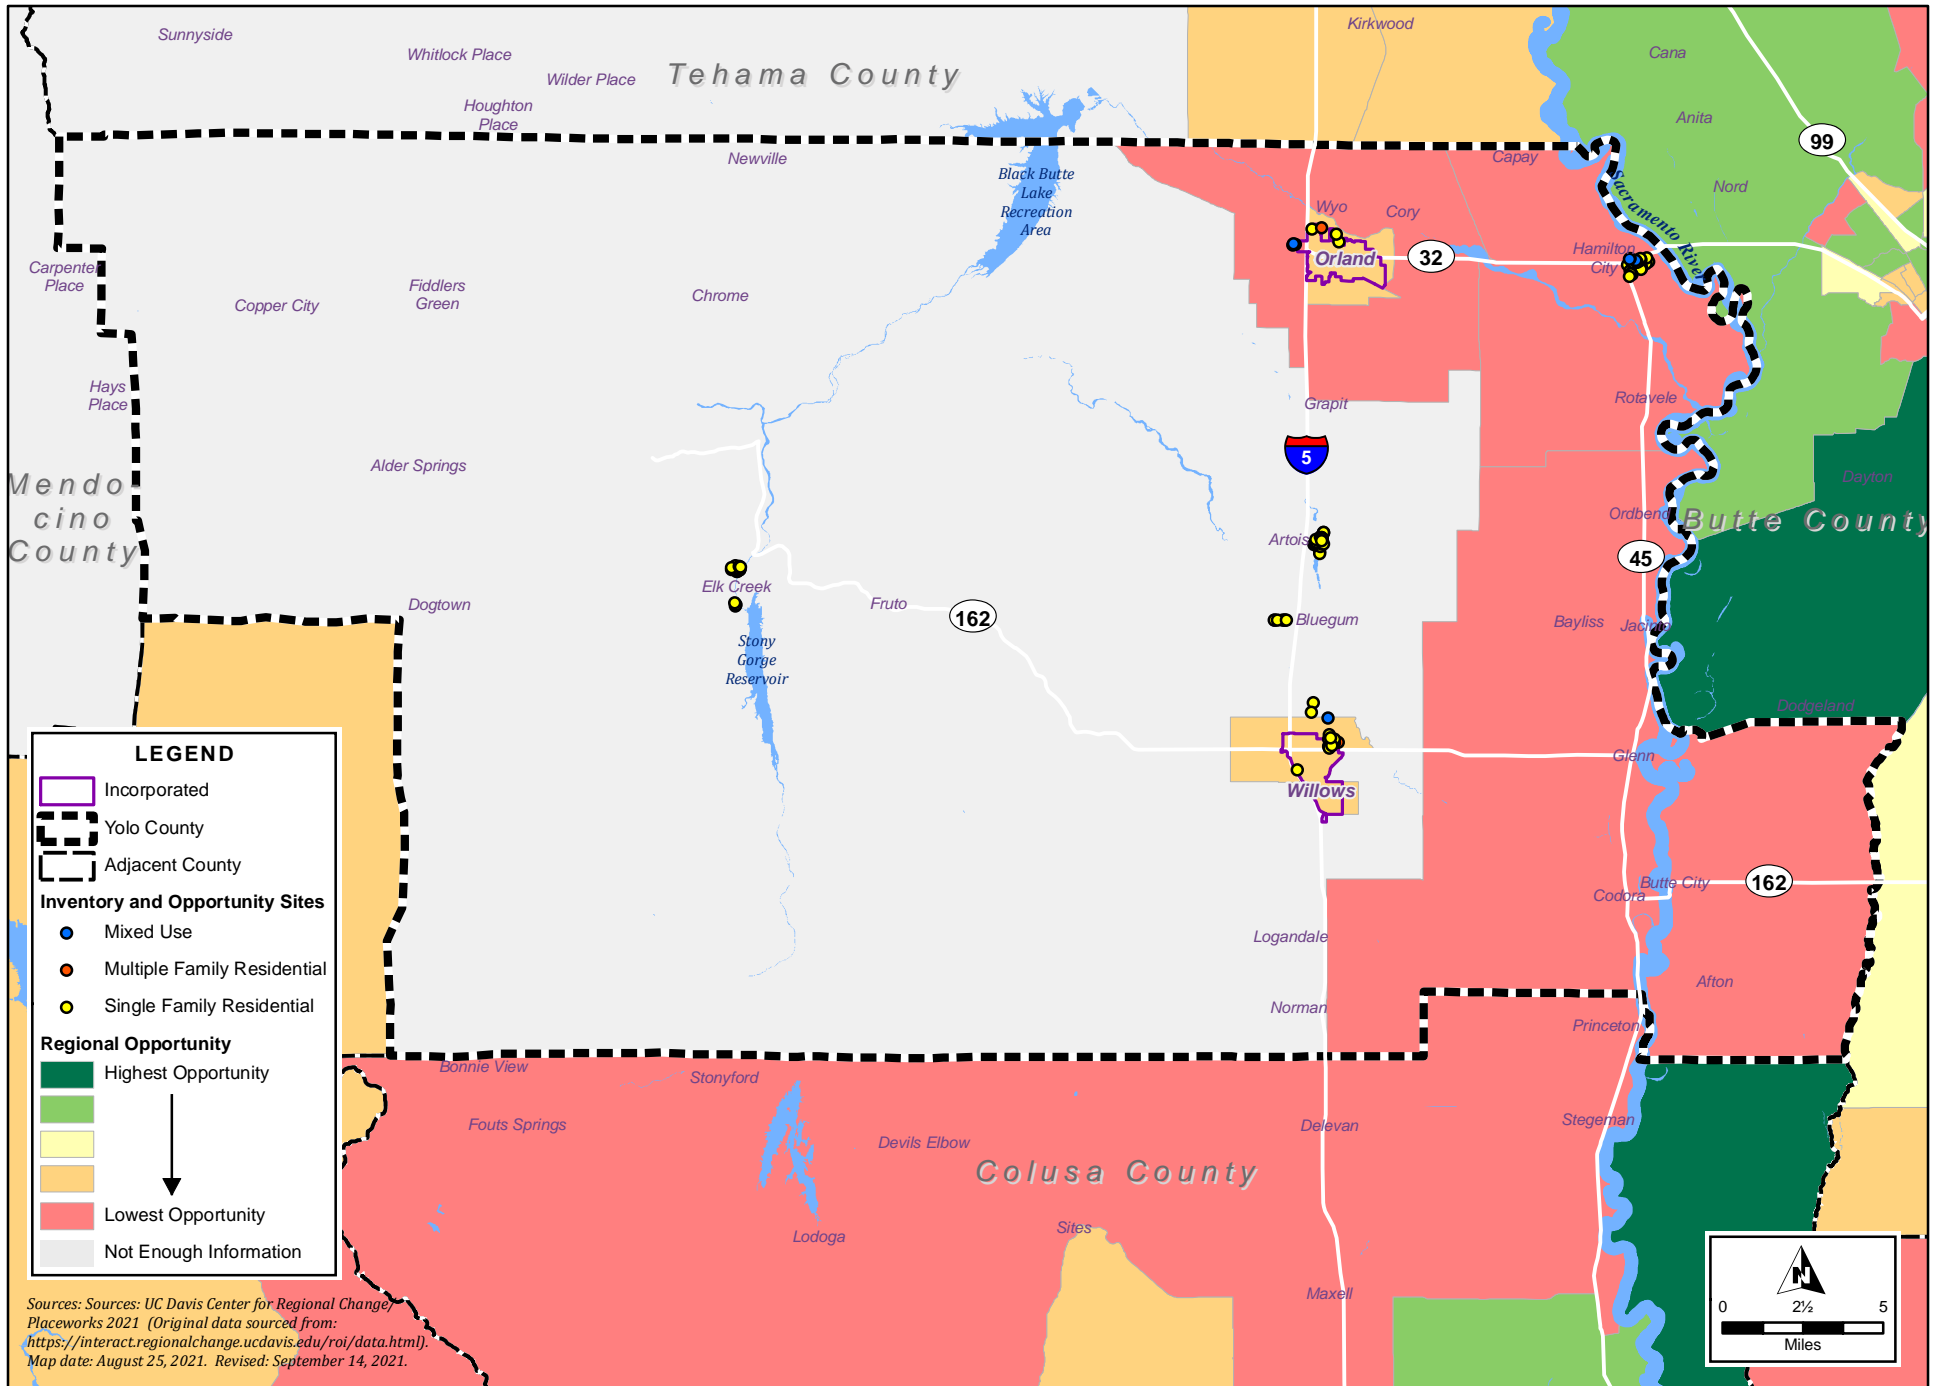 Sunnyside
Whitlock Place
Wilder Place
Houghton
Place
Tehama County
Kirkwood
Cana
Anita
99
Nord
Newville
Capay
Black Butte
Lake
Recreation
Area
Wyo
Cory
Sacramento River
Orland
32
Hamilton
City
Carpenter
Place
Copper City
Fiddlers
Green
Chrome
Hays
Place
Grapit
Rotavele
5
Alder Springs
Mendo-
cino
County
Dayton
Ordbend
Butte County
Artois
45
Elk Creek
Dogtown
Fruto
162
Bluegum
Bayliss
Jacinto
Stony
Gorge
Reservoir
Dodgeland
Glenn
Willows
Butte City
162
Codora
Logandale
Afton
Norman
Princeton
Bonnie View
Stonyford
Fouts Springs
Devils Elbow
Delevan
Stegeman
Colusa County
Sites
Lodoga
Maxell
LEGEND
Incorporated
Yolo County
Adjacent County
Inventory and Opportunity Sites
Mixed Use
Multiple Family Residential
Single Family Residential
Regional Opportunity
Highest Opportunity
Lowest Opportunity
Not Enough Information
Sources: Sources: UC Davis Center for Regional Change/
Placeworks 2021 (Original data sourced from:
https://interact.regionalchange.ucdavis.edu/roi/data.html).
Map date: August 25, 2021. Revised: September 14, 2021.
N
0 2½ 5
Miles